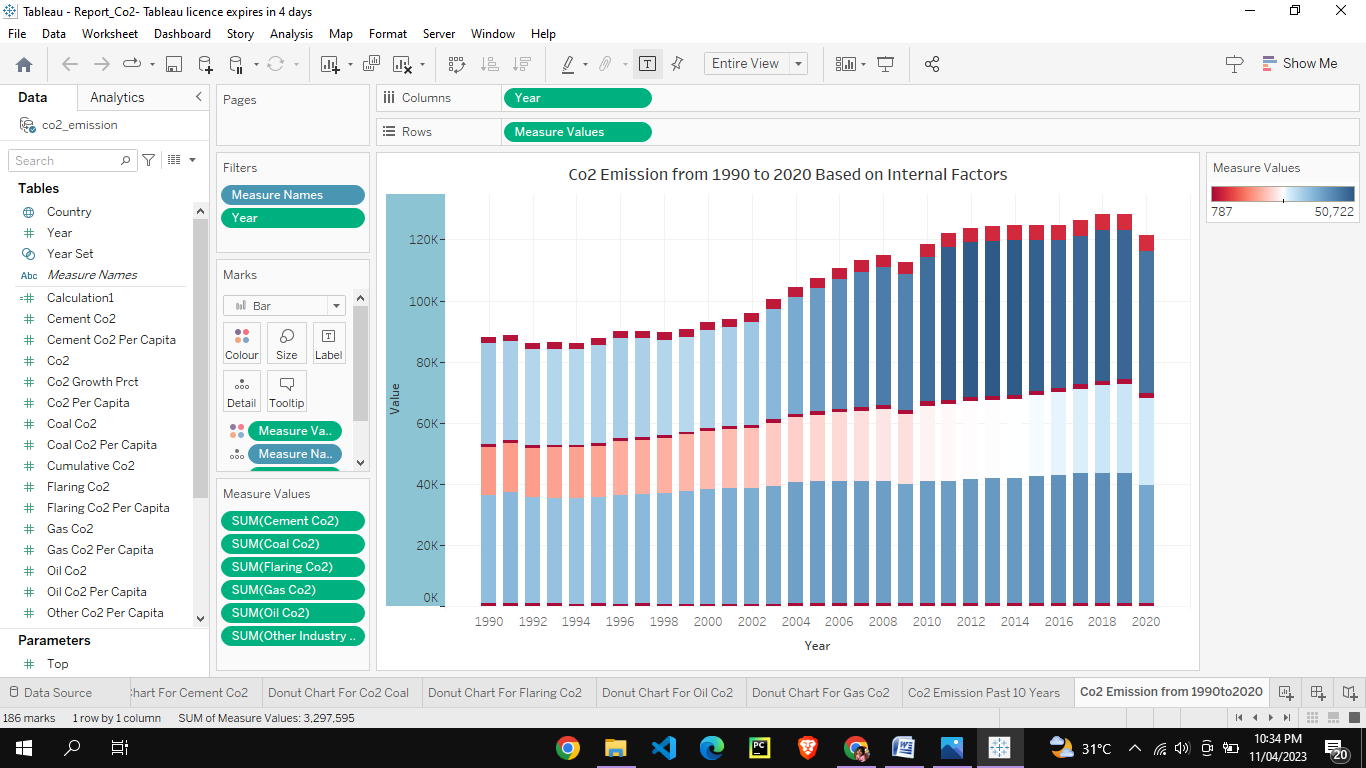 Tableau - Report_Co2- Tableau licence expires in 4 days
File Data Worksheet Dashboard Story Analysis Map Format Server Window Help
Entire View
Show Me
Data Analytics
co2_emission
Search
Tables
Country
Year
Year Set
Abc Measure Names
Calculation1
Cement Co2
Cement Co2 Per Capita
Co2
Co2 Growth Prct
Co2 Per Capita
Coal Co2
Coal Co2 Per Capita
Cumulative Co2
Flaring Co2
Flaring Co2 Per Capita
Gas Co2
Gas Co2 Per Capita
Oil Co2
Oil Co2 Per Capita
Other Co2 Per Capita
Parameters
Top
Pages
Filters
Measure Names
Year
Marks
Bar
Colour Size Label
Detail Tooltip
Measure Va..
Measure Na..
Measure Values
SUM(Cement Co2)
SUM(Coal Co2)
SUM(Flaring Co2)
SUM(Gas Co2)
SUM(Oil Co2)
SUM(Other Industry ..
Columns Year
Rows Measure Values
Co2 Emission from 1990 to 2020 Based on Internal Factors
120K
100K
80K
60K
40K
20K
0K
Value
1990 1992 1994 1996 1998 2000 2002 2004 2006 2008 2010 2012 2014 2016 2018 2020
Year
Measure Values
787 50,722
Data Source Chart For Cement Co2 Donut Chart For Co2 Coal Donut Chart For Flaring Co2 Donut Chart For Oil Co2 Donut Chart For Gas Co2 Co2 Emission Past 10 Years Co2 Emission from 1990to2020
186 marks 1 row by 1 column SUM of Measure Values: 3,297,595
31°C
10:34 PM
11/04/2023
20